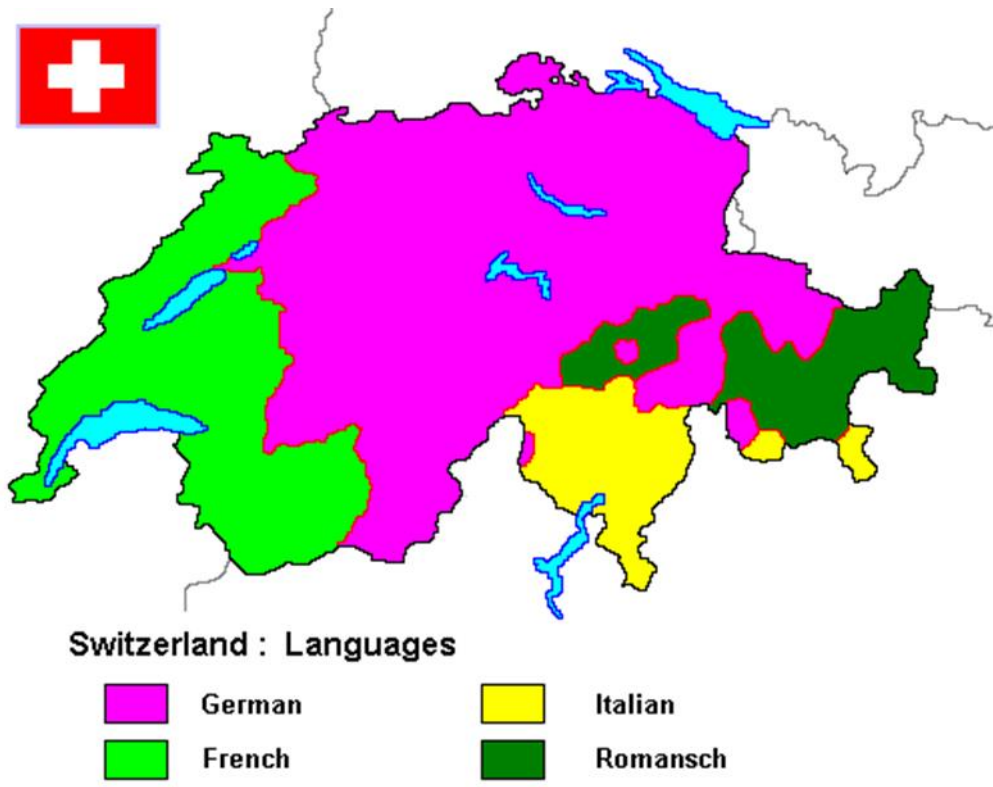 Switzerland : Languages
German
Italian
French
Romansch